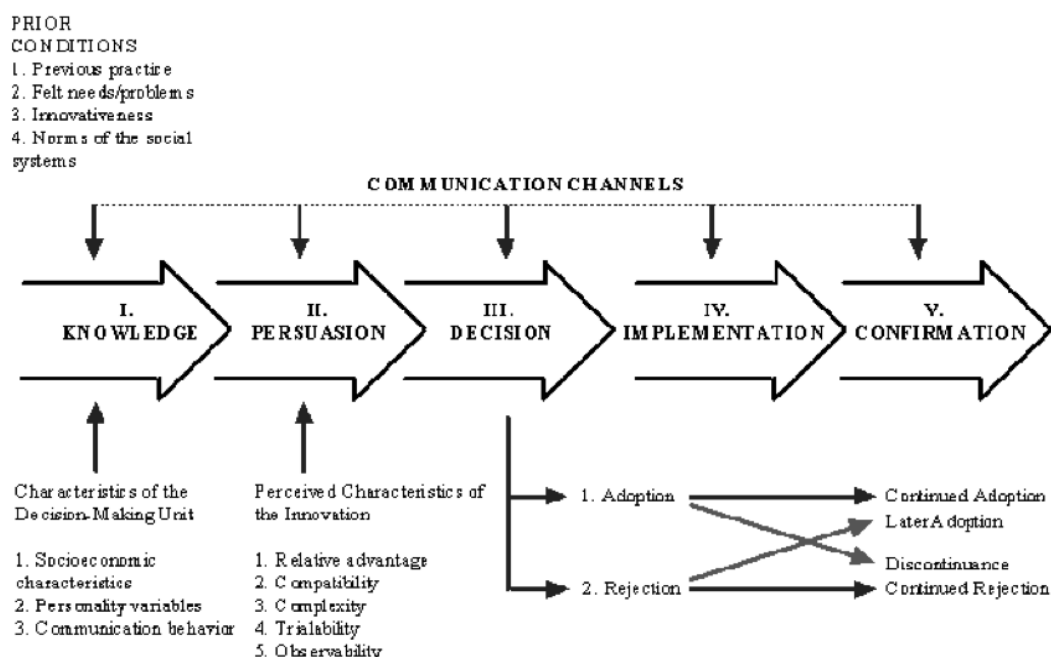 PRIOR
CONDITIONS
1. Previous practice
2. Felt needs/problems
3. Innovativeness
4. Norms of the social
systems
COMMUNICATION CHANNELS
I.
KNOWLEDGE
II.
PERSUASION
III.
DECISION
IV.
IMPLEMENTATION
V.
CONFIRMATION
Characteristics of the
Decision-Making Unit
1. Socioeconomic
characteristics
2. Personality variables
3. Communication behavior
Perceived Characteristics of
the Innovation
1. Relative advantage
2. Compatibility
3. Complexity
4. Trialability
5. Observability
1. Adoption
2. Rejection
Continued Adoption
Later Adoption
Discontinuance
Continued Rejection